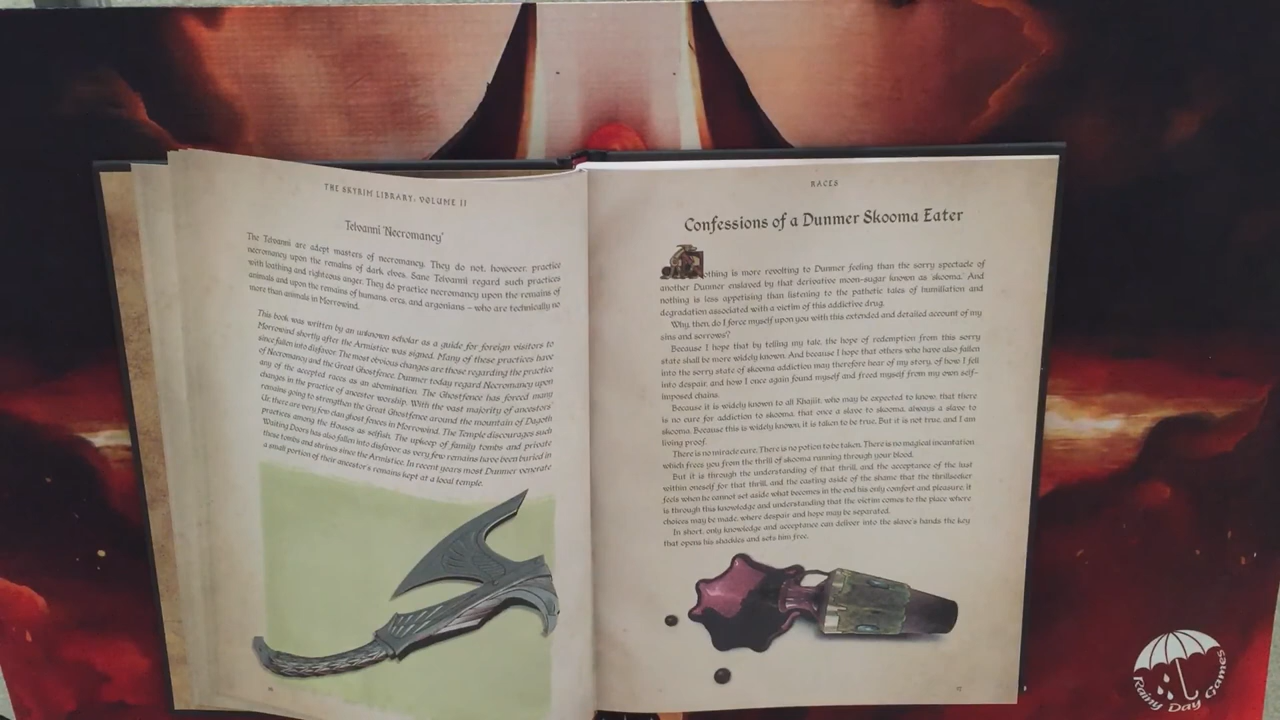 THE SKYRIM LIBRARY, VOLUME II
Telvanni 'Necromancy'
The Telvanni are adept masters of necromancy. They do not, however, practice
necromancy upon the remains of dark elves. Sane Telvanni regard such practices
with loathing and righteous anger. They do practice necromancy upon the remains of
animals and upon the remains of humans, orcs, and argonians – who are technically no
more than animals in Morrowind.
This book was written by an unknown scholar as a guide for foreign visitors to
Morrowind shortly after the Armistice was signed. Many of these practices have
since fallen into disfavor. The most obvious changes are those regarding the practice
of Necromancy and the Great Ghostfence. Dunmer today regard Necromancy upon
any of the accepted races as an abomination. The Ghostfence has forced many
changes in the practice of ancestor worship. With the vast majority of ancestors'
remains going to strengthen the Great Ghostfence around the mountain of Dagoth
Ur, there are very few clan ghost fences in Morrowind. The Temple discourages such
practices among the Houses as selfish. The upkeep of family tombs and private
Waiting Doors has also fallen into disfavor, as very few remains have been buried in
these tombs and shrines since the Armistice. In recent years most Dunmer venerate
a small portion of their ancestor's remains kept at a local temple.
RACES
Confessions of a Dunmer Skooma Eater
Nothing is more revolting to Dunmer feeling than the sorry spectacle of
another Dunmer enslaved by that derivative moon-sugar known as 'skooma.' And
nothing is less appetising than listening to the pathetic tales of humiliation and
degradation associated with a victim of this addictive drug.
Why, then, do I force myself upon you with this extended and detailed account of my
sins and sorrows?
Because I hope that by telling my tale, the hope of redemption from this sorry
state shall be more widely known. And because I hope that others who have also fallen
into the sorry state of skooma addiction may therefore hear of my story, of how I fell
into despair, and how I once again found myself and freed myself from my own self-
imposed chains.
Because it is widely known to all Khajiit, who may be expected to know, that there
is no cure for addiction to skooma, that once a slave to skooma, always a slave to
skooma. Because this is widely known, it is taken to be true. But it is not true, and I am
living proof.
There is no miracle cure. There is no potion to be taken. There is no magical incantation
which frees you from the thrill of skooma running through your blood.
But it is through the understanding of that thrill, and the acceptance of the lust
within oneself for that thrill, and the casting aside of the shame that the thrillseeker
feels when he cannot set aside what becomes in the end his only comfort and pleasure, it
is through this knowledge and understanding that the victim comes to the place where
choices may be made, where despair and hope may be separated.
In short, only knowledge and acceptance can deliver into the slave's hands the key
that opens his shackles and sets him free.
Rainy Day Games